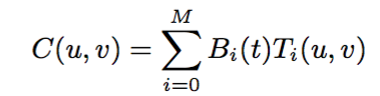 C(u, v) = \sum_{i=0}^{M} B_i(t) T_i(u, v)